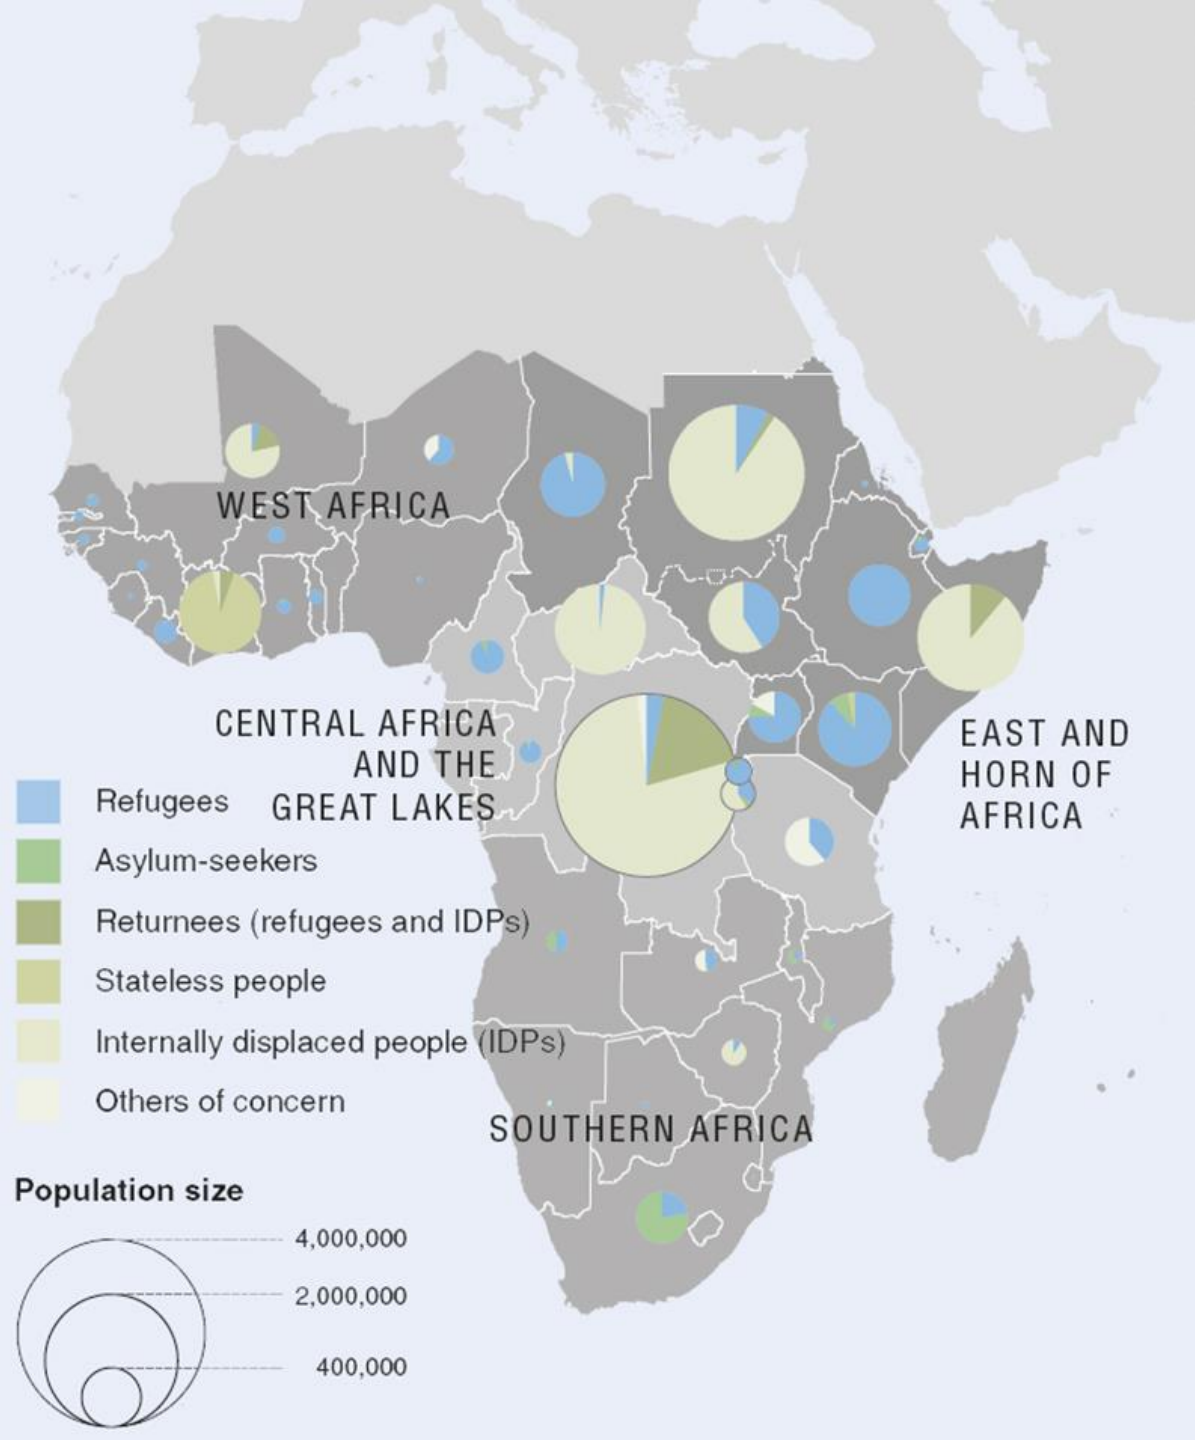 WEST AFRICA
CENTRAL AFRICA
AND THE
GREAT LAKES
EAST AND
HORN OF
AFRICA
SOUTHERN AFRICA
Refugees
Asylum-seekers
Returnees (refugees and IDPs)
Stateless people
Internally displaced people (IDPs)
Others of concern
Population size
4,000,000
2,000,000
400,000